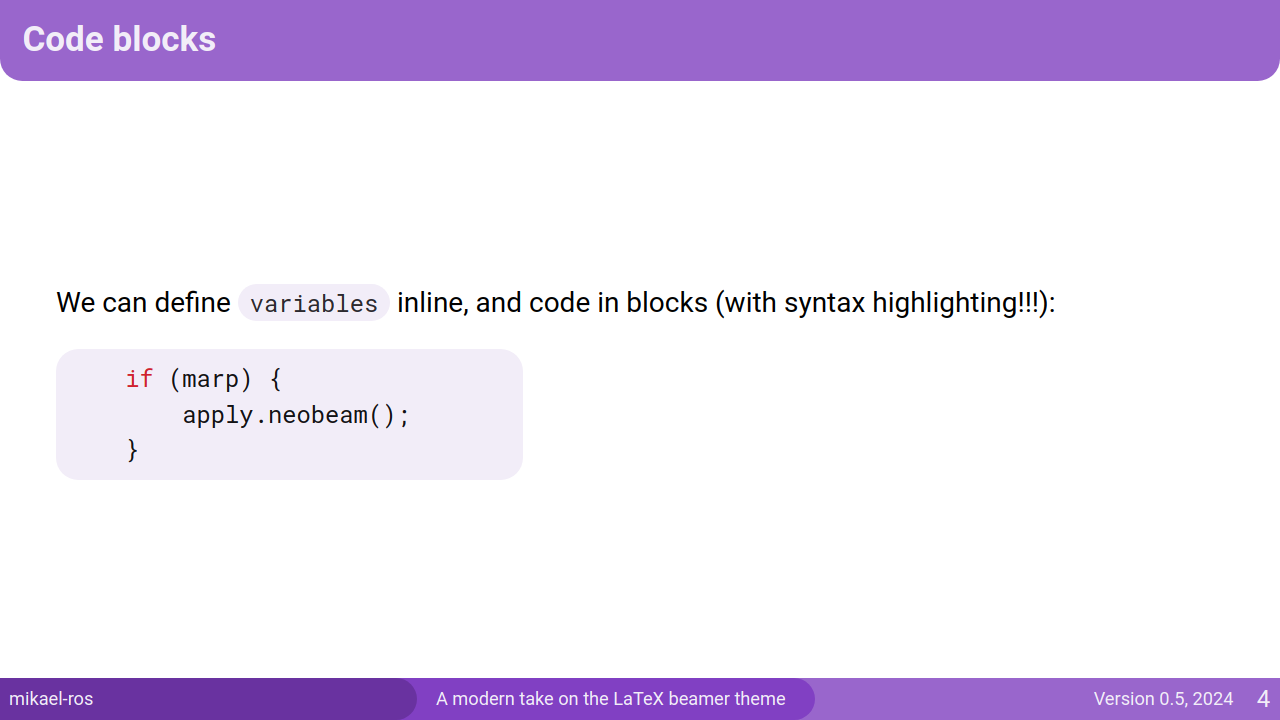 Code blocks
We can define variables inline, and code in blocks (with syntax highlighting!!!):
if (marp) {
    apply.neobeam();
}
mikael-ros
A modern take on the LaTeX beamer theme
Version 0.5, 2024
4